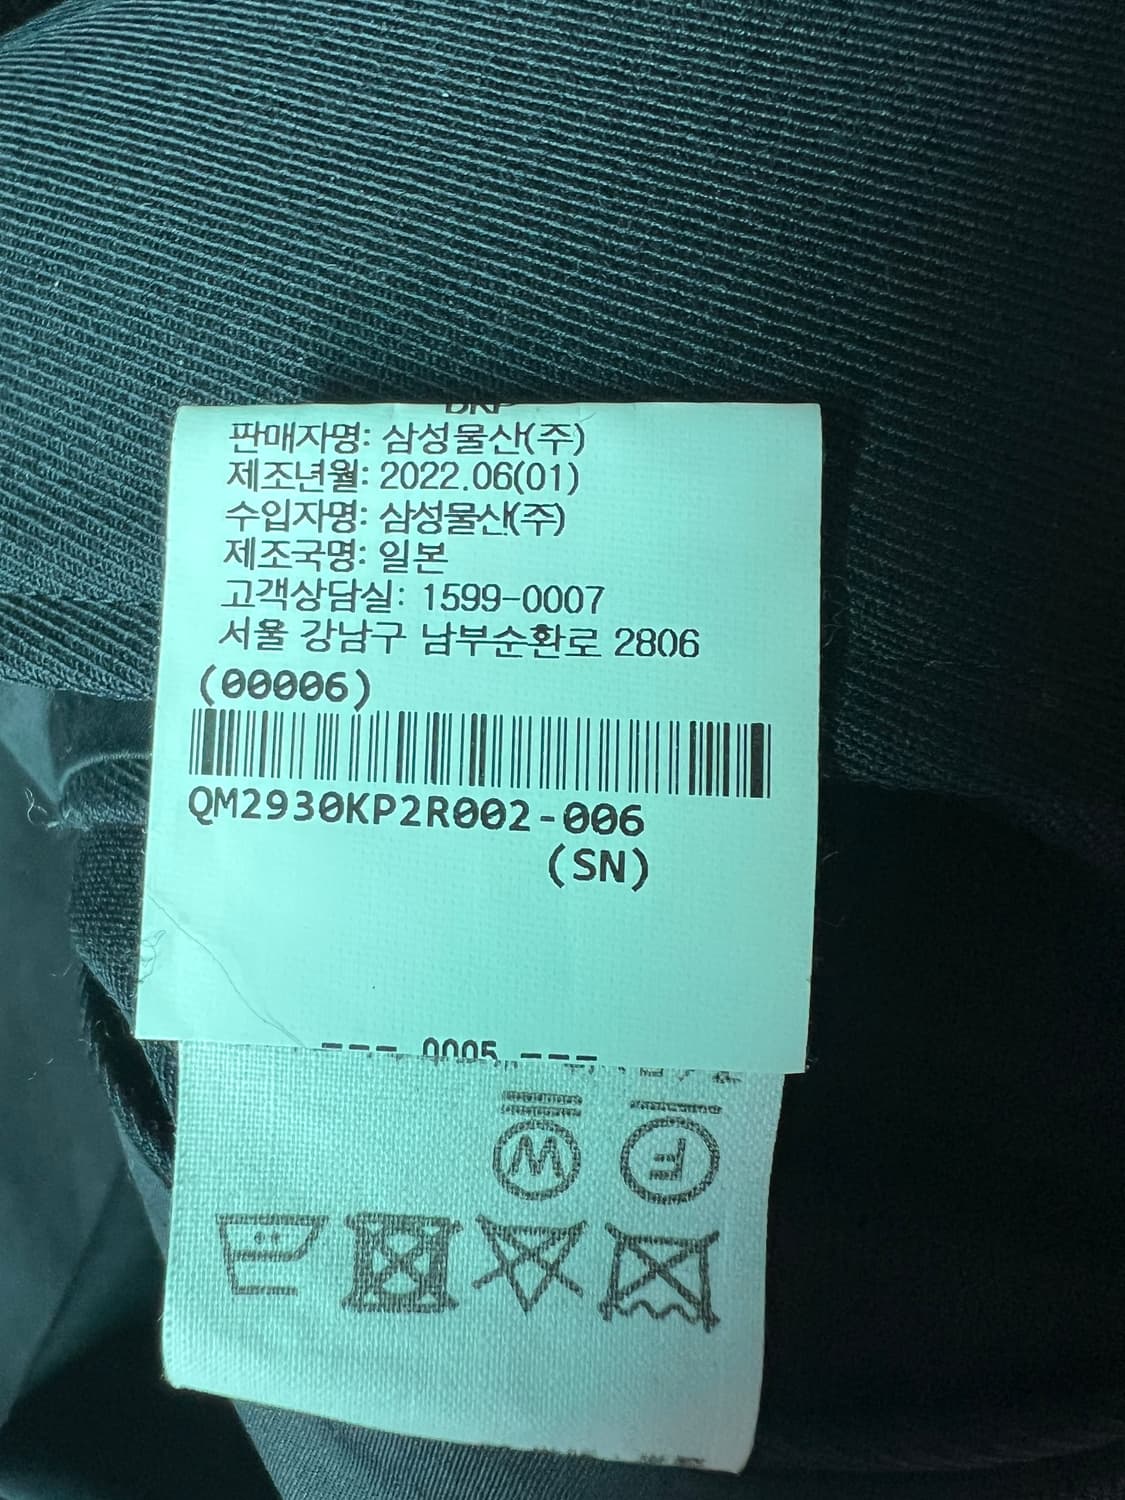 판매자명: 삼성물산(주)
제조년월: 2022.06(01)
수입자명: 삼성물산(주)
제조국명: 일본
고객상담실: 1599-0007
서울 강남구 남부순환로 2806
(00006)
QM2930KP2R002-006
(SN)
--- 0005 ---
W F